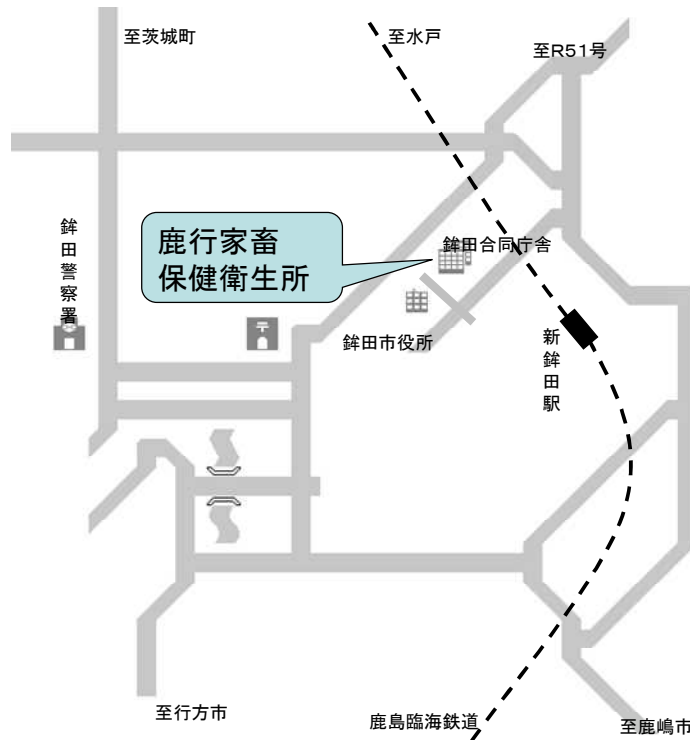 至茨城町
至水戸
至R51号
鉾田警察署
鹿行家畜
保健衛生所
鉾田合同庁舎
鉾田市役所
新鉾田駅
至行方市
鹿島臨海鉄道
至鹿嶋市